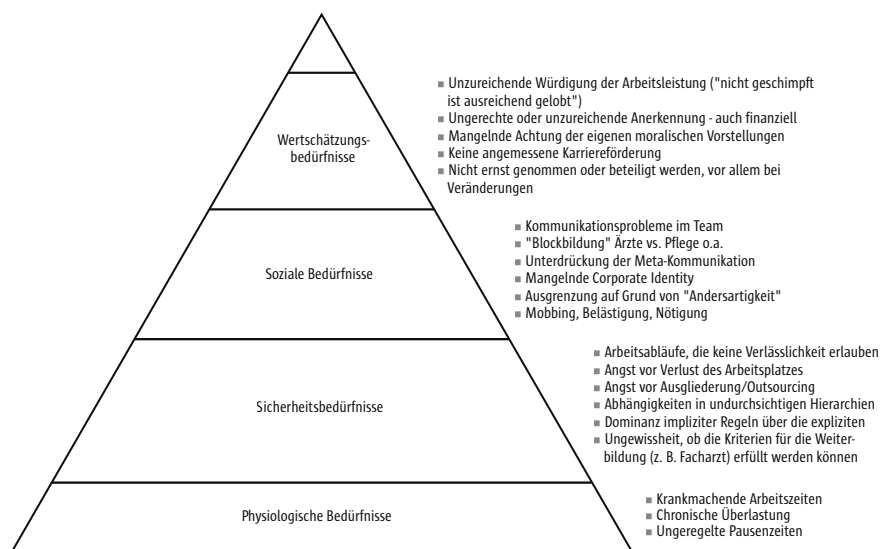 ■ Unzureichende Würdigung der Arbeitsleistung ("nicht geschimpft
ist ausreichend gelobt")
■ Ungerechte oder unzureichende Anerkennung - auch finanziell
■ Mangelnde Achtung der eigenen moralischen Vorstellungen
■ Keine angemessene Karriereförderung
■ Nicht ernst genommen oder beteiligt werden, vor allem bei
Veränderungen
Wertschätzungs-
bedürfnisse
■ Kommunikationsprobleme im Team
■ "Blockbildung" Ärzte vs. Pflege o.a.
■ Unterdrückung der Meta-Kommunikation
■ Mangelnde Corporate Identity
■ Ausgrenzung auf Grund von "Andersartigkeit"
■ Mobbing, Belästigung, Nötigung
Soziale Bedürfnisse
■ Arbeitsabläufe, die keine Verlässlichkeit erlauben
■ Angst vor Verlust des Arbeitsplatzes
■ Angst vor Ausgliederung/Outsourcing
■ Abhängigkeiten in undurchsichtigen Hierarchien
■ Dominanz impliziter Regeln über die expliziten
■ Ungewissheit, ob die Kriterien für die Weiter-
bildung (z. B. Facharzt) erfüllt werden können
Sicherheitsbedürfnisse
■ Krankmachende Arbeitszeiten
■ Chronische Überlastung
■ Ungeregelte Pausenzeiten
Physiologische Bedürfnisse